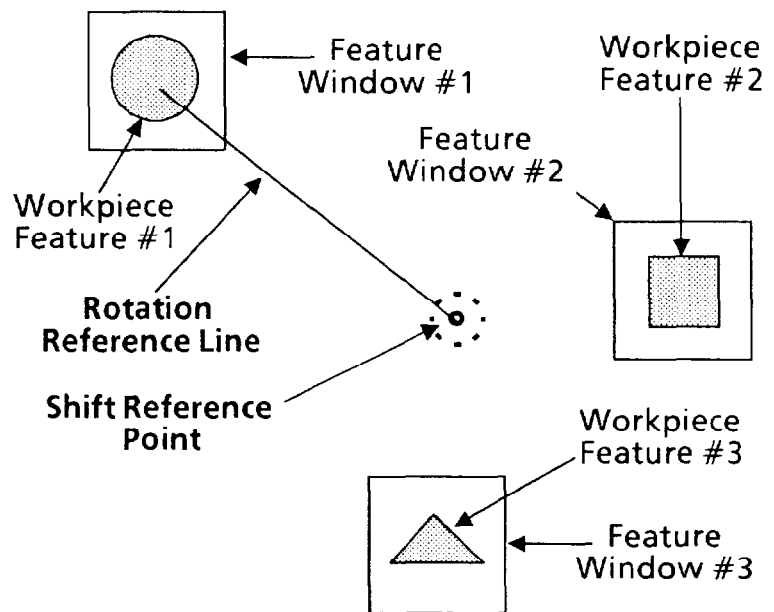 Feature
Window #1
Workpiece
Feature #2
Feature
Window #2
Workpiece
Feature #1
Rotation
Reference Line
Shift Reference
Point
Workpiece
Feature #3
Feature
Window #3